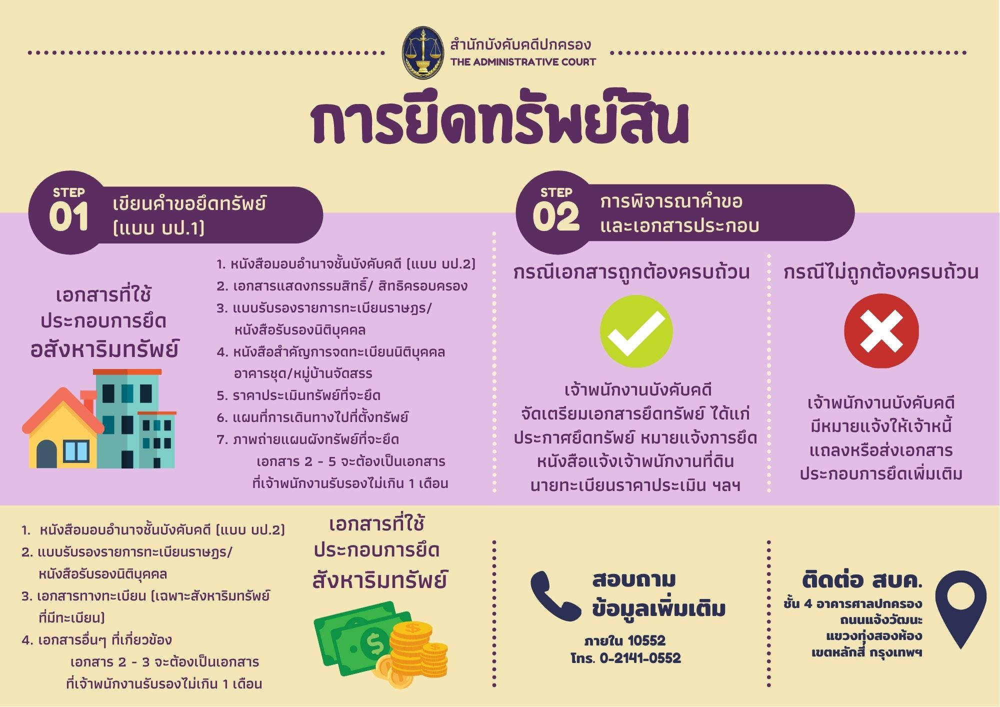 สำนักบังคับคดีปกครอง
THE ADMINISTRATIVE COURT
การยึดทรัพย์สิน
STEP
01
เขียนคำขอยึดทรัพย์
(แบบ บป.1)
เอกสารที่ใช้
ประกอบการยึด
อสังหาริมทรัพย์
1. หนังสือมอบอำนาจชั้นบังคับคดี (แบบ บป.2)
2. เอกสารแสดงกรรมสิทธิ์/ สิทธิครอบครอง
3. แบบรับรองรายการทะเบียนราษฎร/
หนังสือรับรองนิติบุคคล
4. หนังสือสำคัญการจดทะเบียนนิติบุคคล
อาคารชุด/หมู่บ้านจัดสรร
5. ราคาประเมินทรัพย์ที่จะยึด
6. แผนที่การเดินทางไปที่ตั้งทรัพย์
7. ภาพถ่ายแผนผังทรัพย์ที่จะยึด
เอกสาร 2 - 5 จะต้องเป็นเอกสาร
ที่เจ้าพนักงานรับรองไม่เกิน 1 เดือน
STEP
02
การพิจารณาคำขอ
และเอกสารประกอบ
กรณีเอกสารถูกต้องครบถ้วน
เจ้าพนักงานบังคับคดี
จัดเตรียมเอกสารยึดทรัพย์ ได้แก่
ประกาศยึดทรัพย์ หมายแจ้งการยึด
หนังสือแจ้งเจ้าพนักงานที่ดิน
นายทะเบียนราคาประเมิน ฯลฯ
กรณีไม่ถูกต้องครบถ้วน
เจ้าพนักงานบังคับคดี
มีหมายแจ้งให้เจ้าหนี้
แถลงหรือส่งเอกสาร
ประกอบการยึดเพิ่มเติม
1. หนังสือมอบอำนาจชั้นบังคับคดี (แบบ บป.2)
2. แบบรับรองรายการทะเบียนราษฎร/
หนังสือรับรองนิติบุคคล
3. เอกสารทางทะเบียน (เฉพาะสังหาริมทรัพย์
ที่มีทะเบียน)
4. เอกสารอื่นๆ ที่เกี่ยวข้อง
เอกสาร 2 - 3 จะต้องเป็นเอกสาร
ที่เจ้าพนักงานรับรองไม่เกิน 1 เดือน
เอกสารที่ใช้
ประกอบการยึด
สังหาริมทรัพย์
สอบถาม
ข้อมูลเพิ่มเติม
ภายใน 10552
โทร. 0-2141-0552
ติดต่อ สบค.
ชั้น 4 อาคารศาลปกครอง
ถนนแจ้งวัฒนะ
แขวงทุ่งสองห้อง
เขตหลักสี่ กรุงเทพฯ